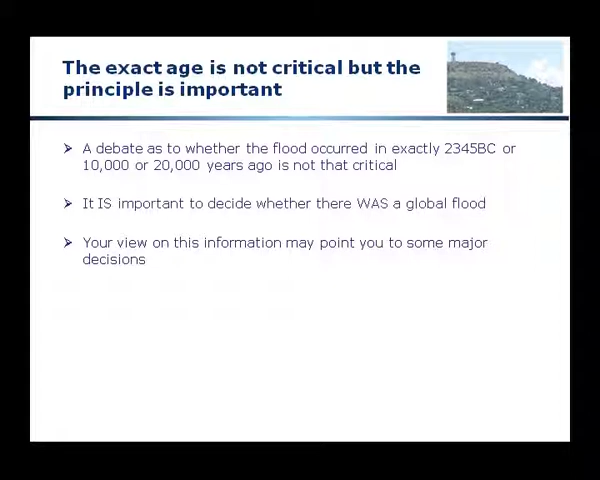 The exact age is not critical but the
principle is important
A debate as to whether the flood occurred in exactly 2345BC or
10,000 or 20,000 years ago is not that critical
It IS important to decide whether there WAS a global flood
Your view on this information may point you to some major
decisions